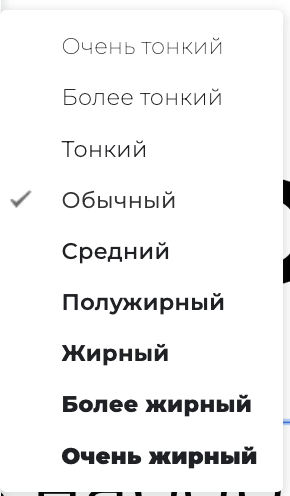 Очень тонкий
Более тонкий
Тонкий
Обычный
Средний
Полужирный
Жирный
Более жирный
Очень жирный